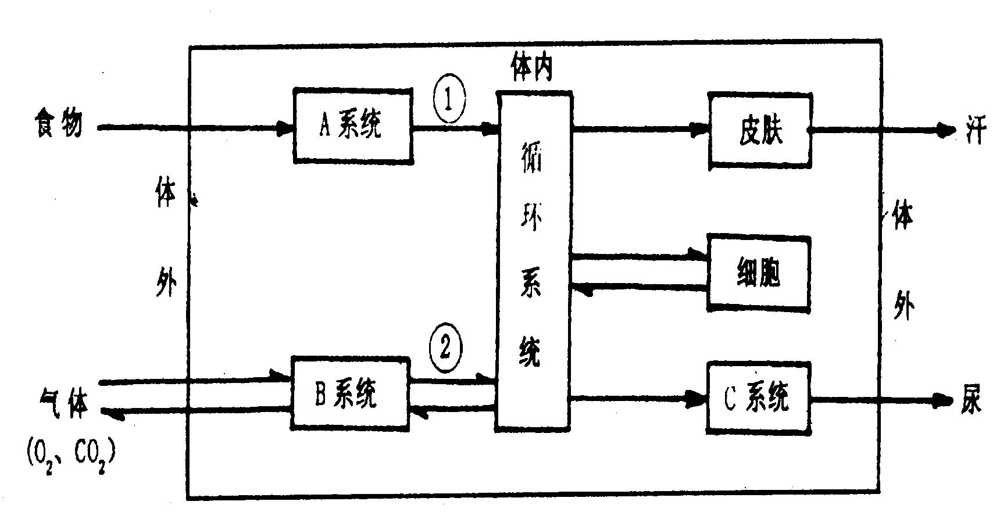 体内
①
食物
A系统
皮肤
汗
循环系统
体外
体外
细胞
②
气体
(O₂、CO₂)
B系统
C系统
尿